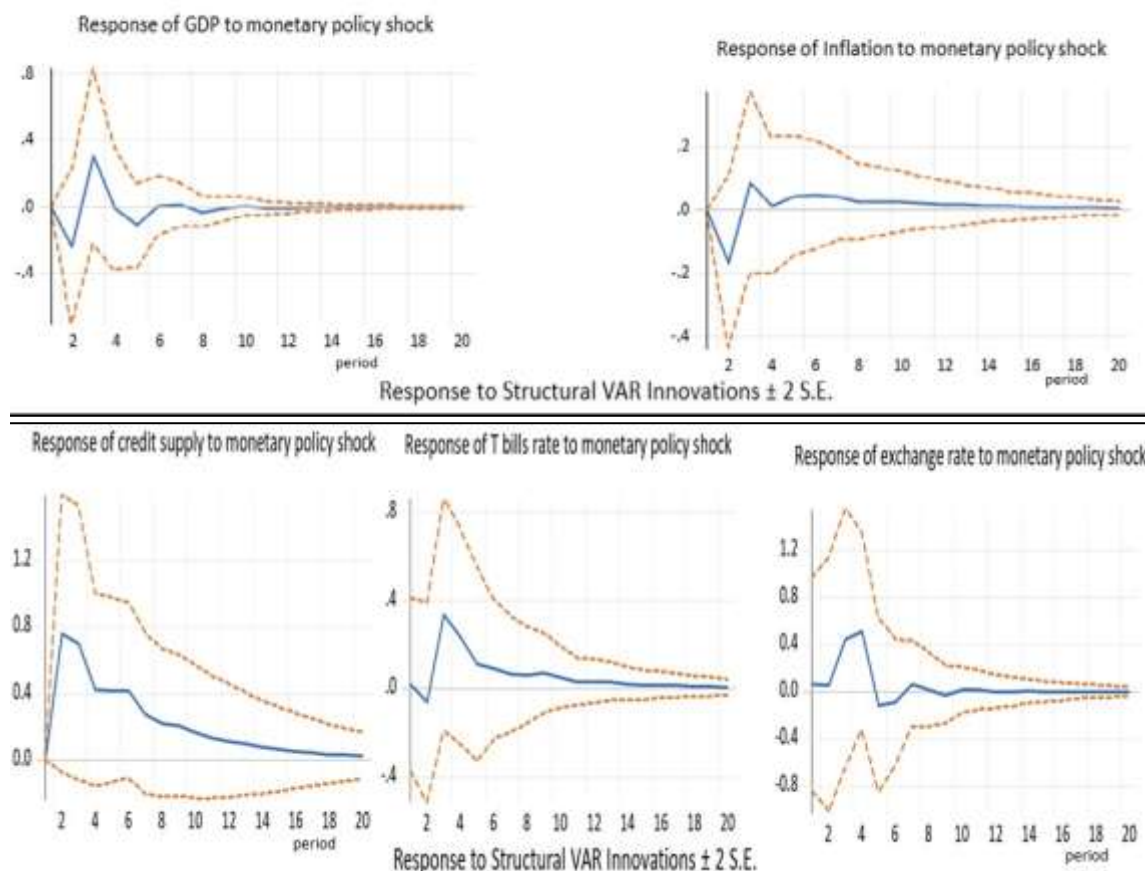 Response of GDP to monetary policy shock
Response of Inflation to monetary policy shock
.8
.4
.0
-.4
2 4 6 8 10 12 14 16 18 20
period
.2
.0
-.2
-.4
2 4 6 8 10 12 14 16 18 20
period
Response to Structural VAR Innovations ± 2 S.E.
Response of credit supply to monetary policy shock
Response of T bills rate to monetary policy shock
Response of exchange rate to monetary policy shock
1.2
0.8
0.4
0.0
2 4 6 8 10 12 14 16 18 20
period
.8
.4
.0
-.4
2 4 6 8 10 12 14 16 18 20
1.2
0.8
0.4
0.0
-0.4
-0.8
2 4 6 8 10 12 14 16 18 20
period
Response to Structural VAR Innovations ± 2 S.E.